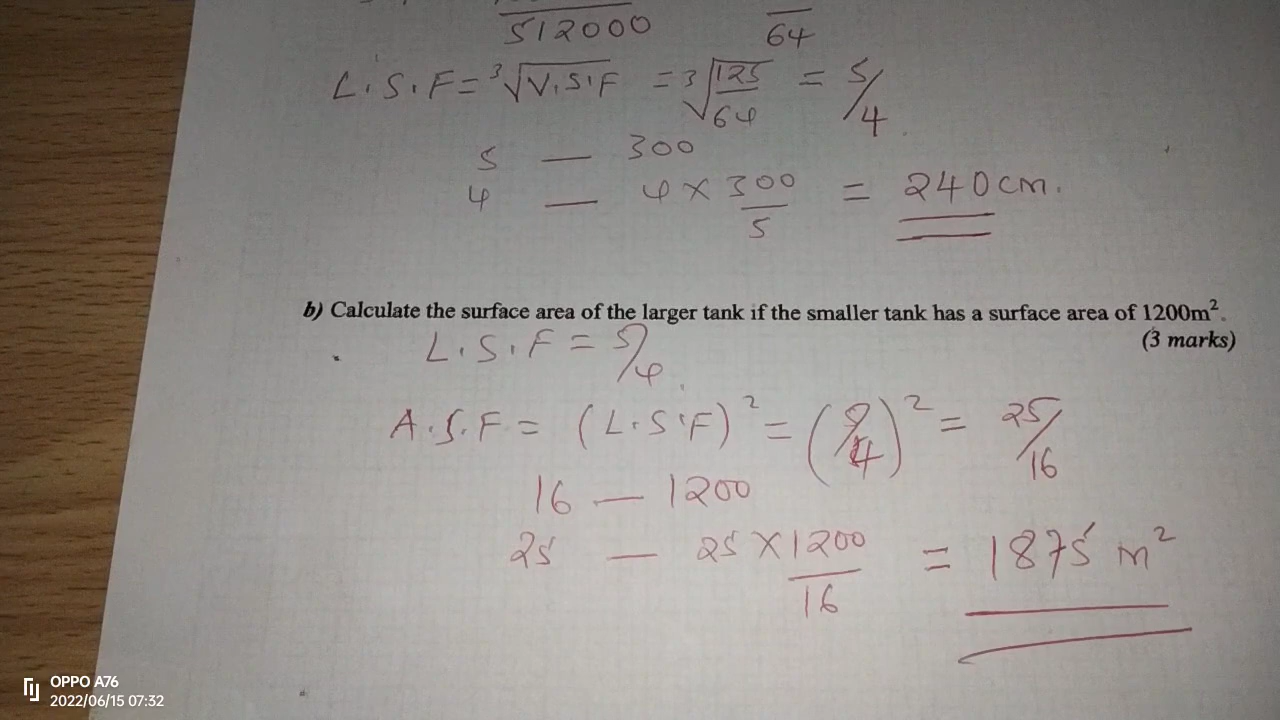 512000 64
L.S.F = ³√V.S.F = ³√125/64 = 5/4
5 — 300
4 — 4 × 300/5 = 240 cm.
b) Calculate the surface area of the larger tank if the smaller tank has a surface area of 1200m².
(3 marks)
L.S.F = 5/4.
A.S.F = (L.S.F)² = (5/4)² = 25/16
16 — 1200
25 — 25 × 1200/16 = 1875 m²
OPPO A76
2022/06/15 07:32